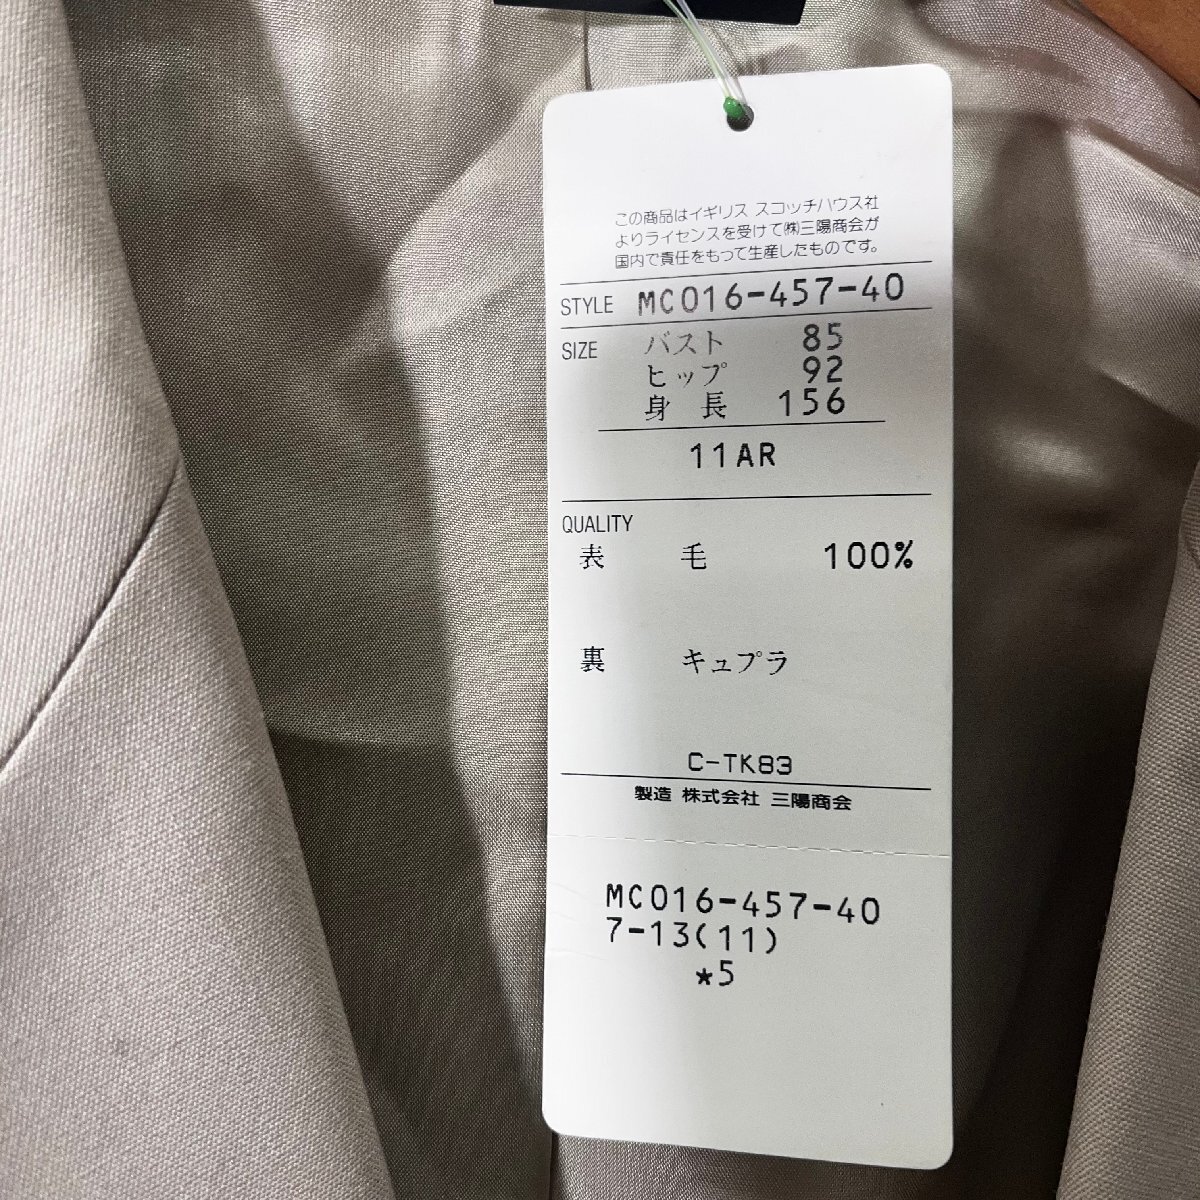 この商品はイギリス スコッチハウス社
よりライセンスを受けて㈱三陽商会が
国内で責任をもって生産したものです。
STYLE MC016-457-40
SIZE バスト 85
ヒップ 92
身 長 156
11AR
QUALITY
表 毛 100%
裏 キュプラ
C-TK83
製造 株式会社 三陽商会
MC016-457-40
7-13(11)
★5